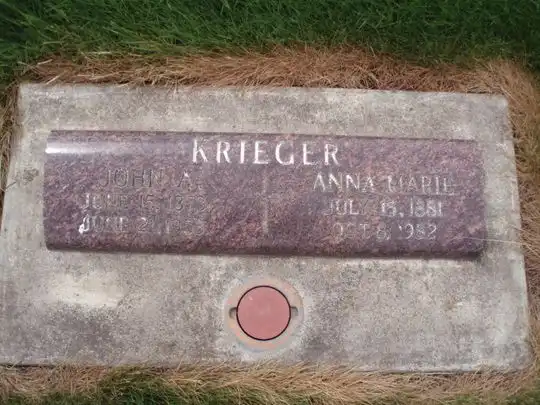 KRIEGER
JOHN A.
JUNE
JUNE
ANNA MARIE
JULY 15, 1881
OCT 8, 1952